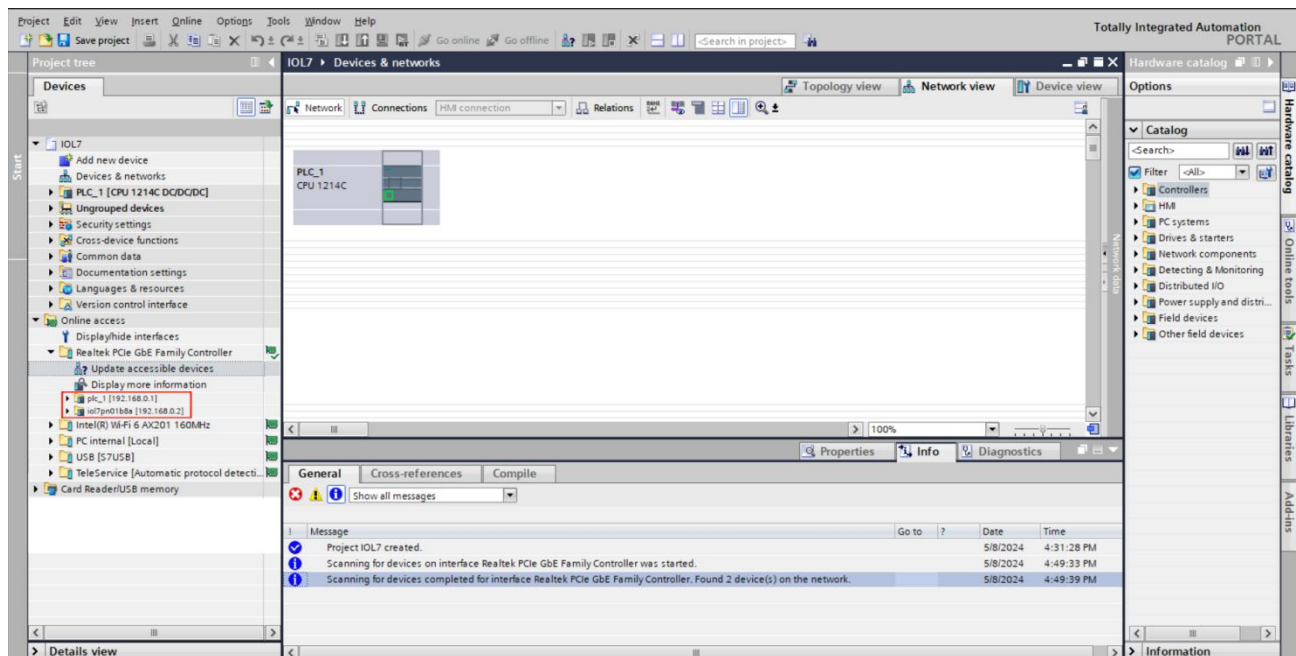 Project Edit View Insert Online Options Tools Window Help
Totally Integrated Automation
PORTAL
Save project Go online Go offline <Search in project>
Project tree
Devices
IOL7
Add new device
Devices & networks
PLC_1 [CPU 1214C DC/DC/DC]
Ungrouped devices
Security settings
Cross-device functions
Common data
Documentation settings
Languages & resources
Version control interface
Online access
Display/hide interfaces
Realtek PCIe GbE Family Controller
Update accessible devices
Display more information
plc_1 [192.168.0.1]
iol7pn01b8a [192.168.0.2]
Intel(R) Wi-Fi 6 AX201 160MHz
PC internal [Local]
USB [S7USB]
TeleService [Automatic protocol detecti...
Card Reader/USB memory
Details view
Start
IOL7 Devices & networks
Topology view Network view Device view
Network Connections HMI connection Relations
PLC_1
CPU 1214C
Network data
100%
Properties Info Diagnostics
General Cross-references Compile
Show all messages
! Message Go to ? Date Time
Project IOL7 created. 5/8/2024 4:31:28 PM
Scanning for devices on interface Realtek PCIe GbE Family Controller was started. 5/8/2024 4:49:33 PM
Scanning for devices completed for interface Realtek PCIe GbE Family Controller. Found 2 device(s) on the network. 5/8/2024 4:49:39 PM
Hardware catalog
Options
Catalog
<Search>
Filter <All>
Controllers
HMI
PC systems
Drives & starters
Network components
Detecting & Monitoring
Distributed I/O
Power supply and distri...
Field devices
Other field devices
Information
Hardware catalog
Online tools
Tasks
Libraries
Add-ins